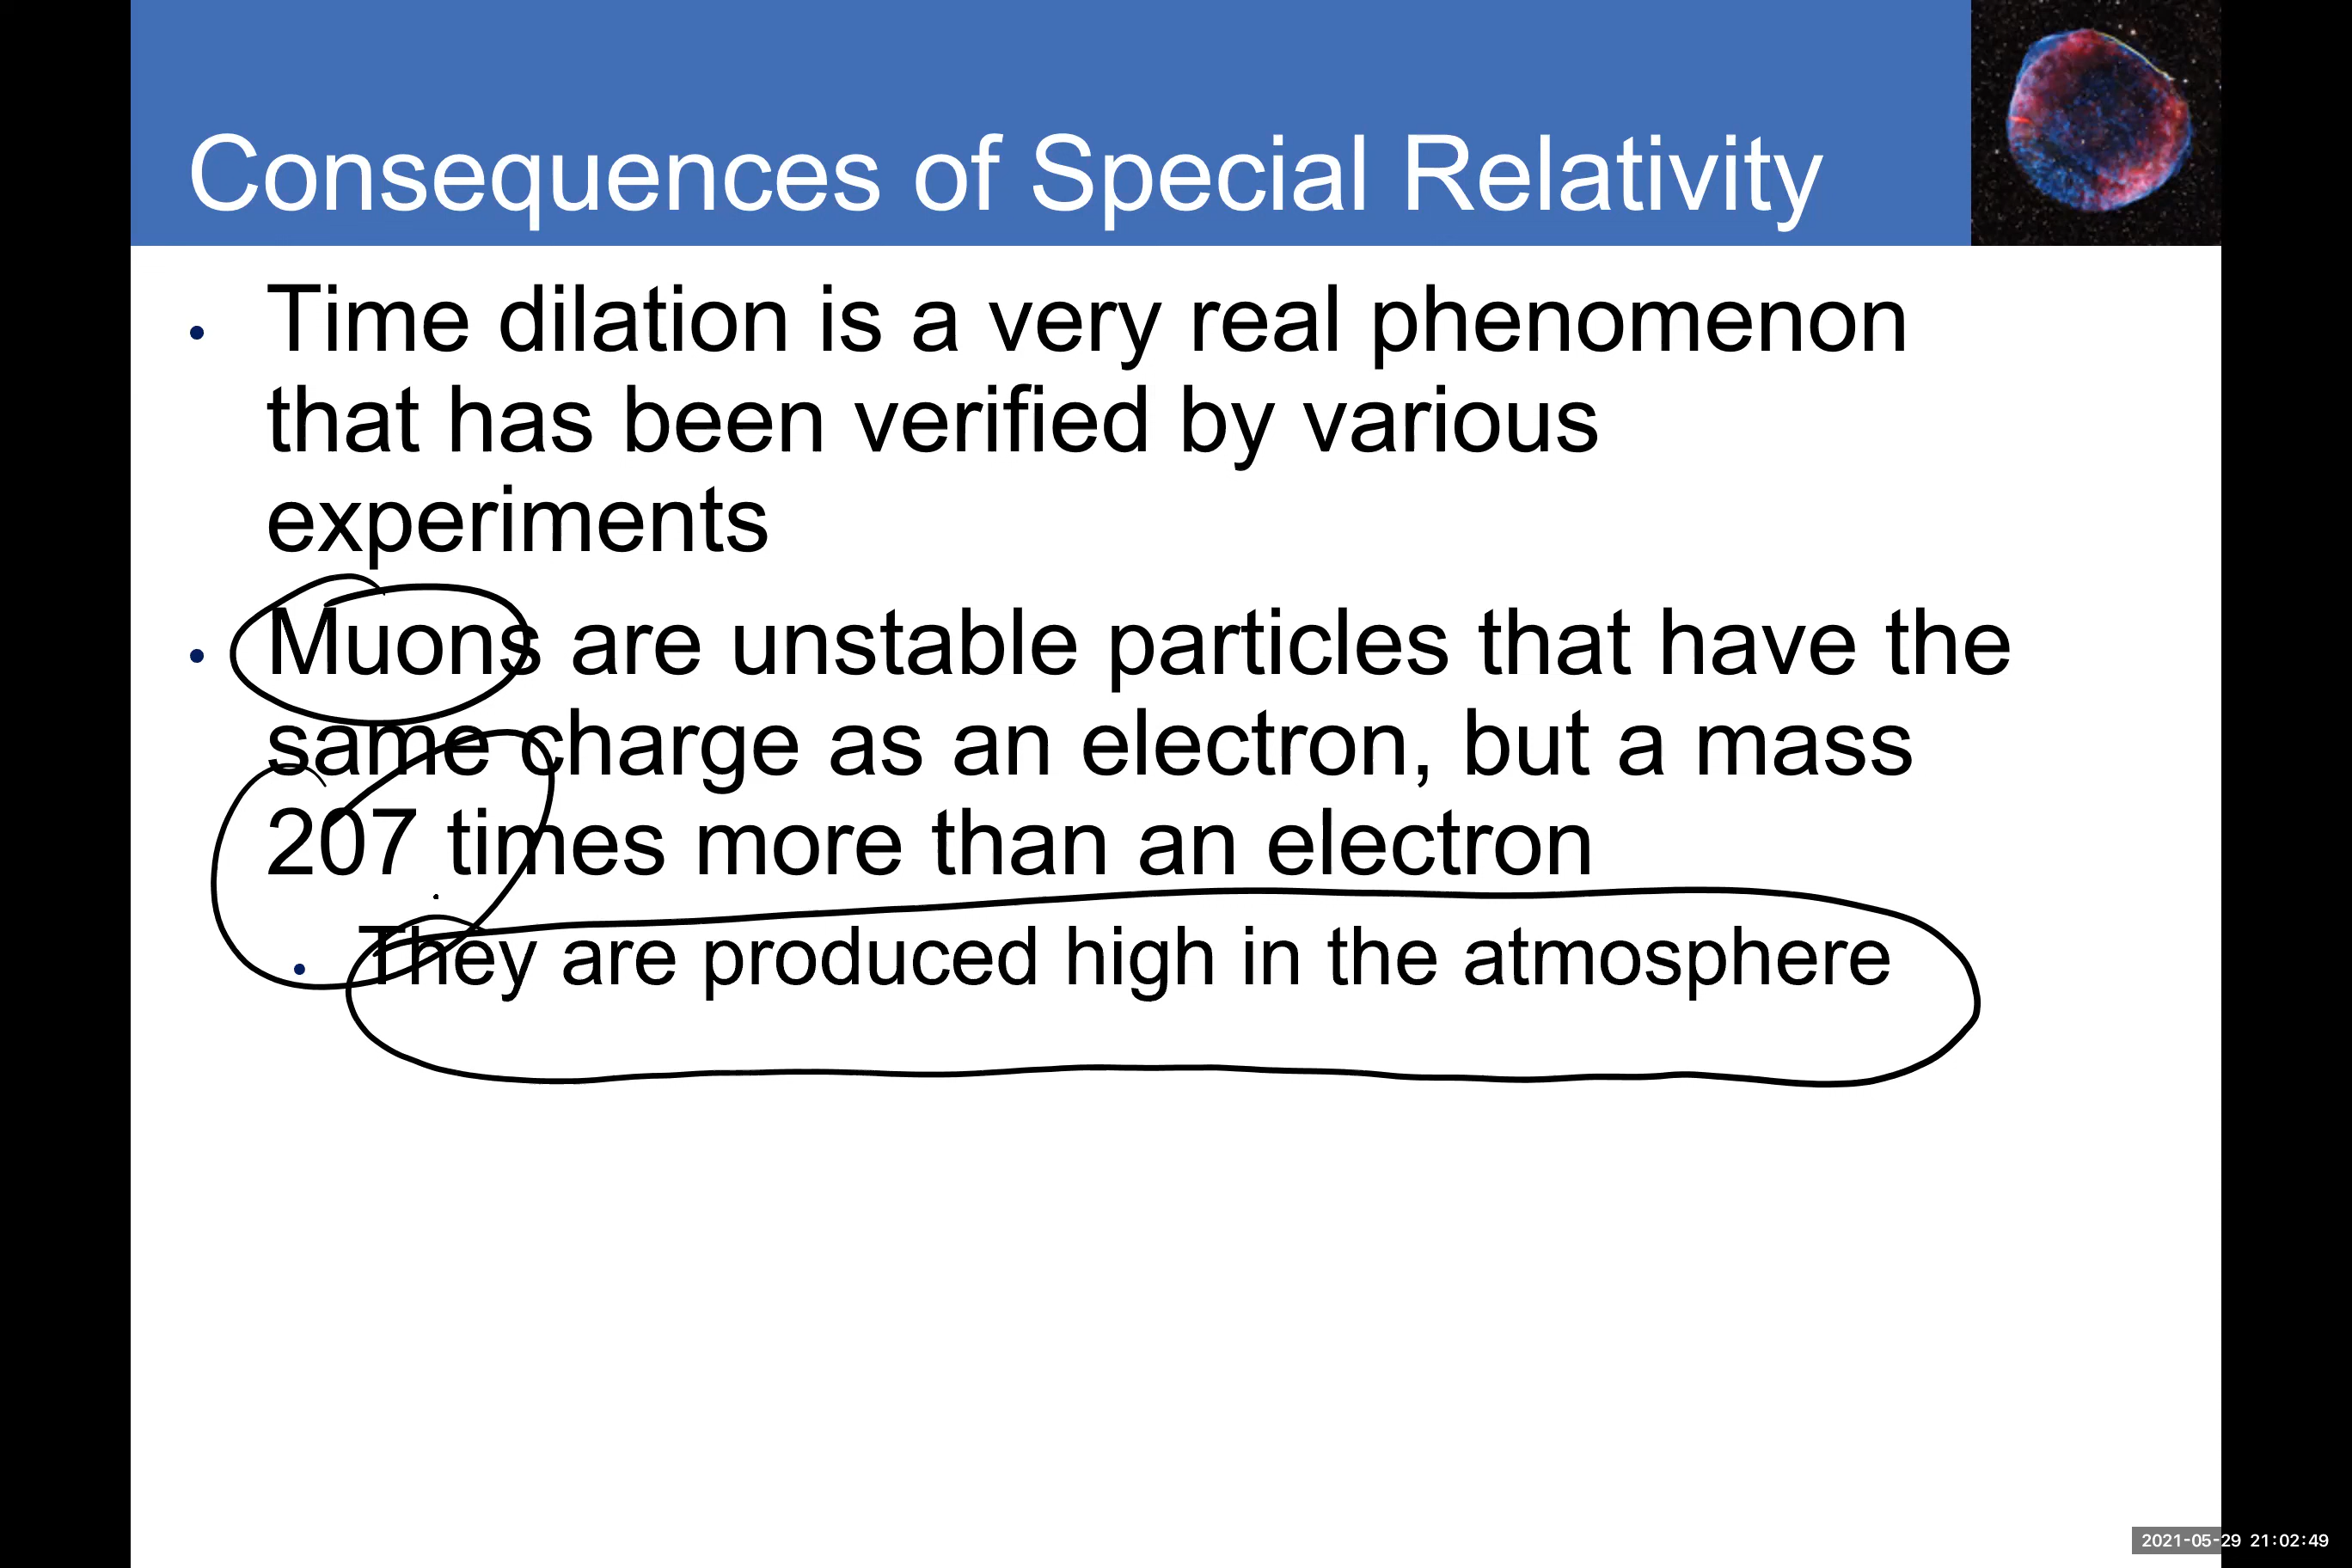 Consequences of Special Relativity
• Time dilation is a very real phenomenon
that has been verified by various
experiments
• Muons are unstable particles that have the
same charge as an electron, but a mass
207 times more than an electron
• They are produced high in the atmosphere
2021-05-29 21:02:49